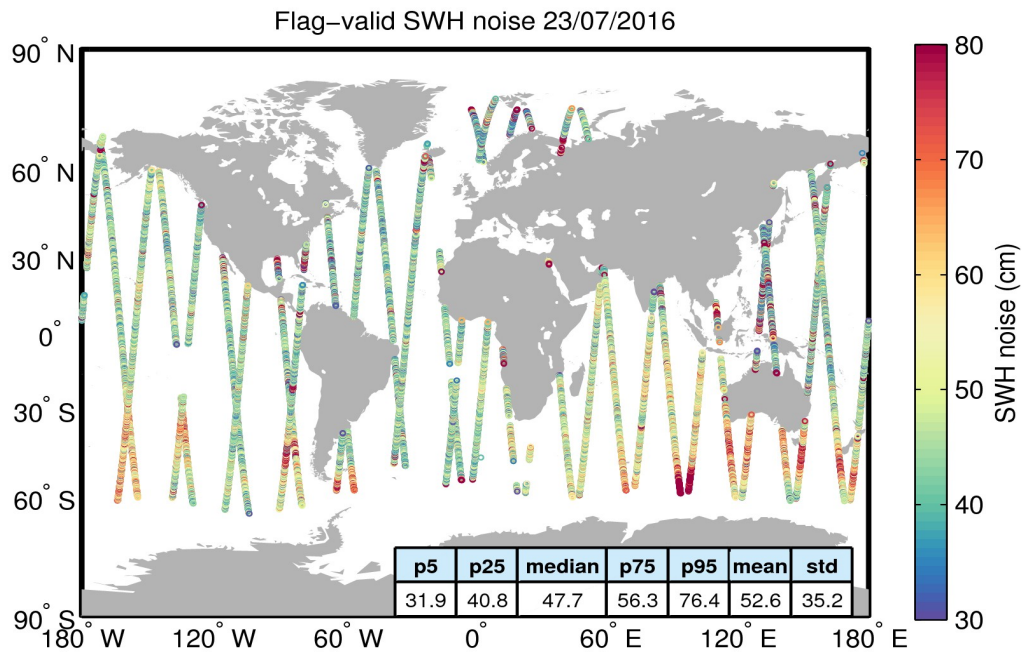 Flag−valid SWH noise 23/07/2016
90° N
60° N
30° N
0°
30° S
60° S
90° S
180° W
120° W
60° W
0°
60° E
120° E
180° E
p5 p25 median p75 p95 mean std
31.9 40.8 47.7 56.3 76.4 52.6 35.2
80
70
60
50
40
30
SWH noise (cm)